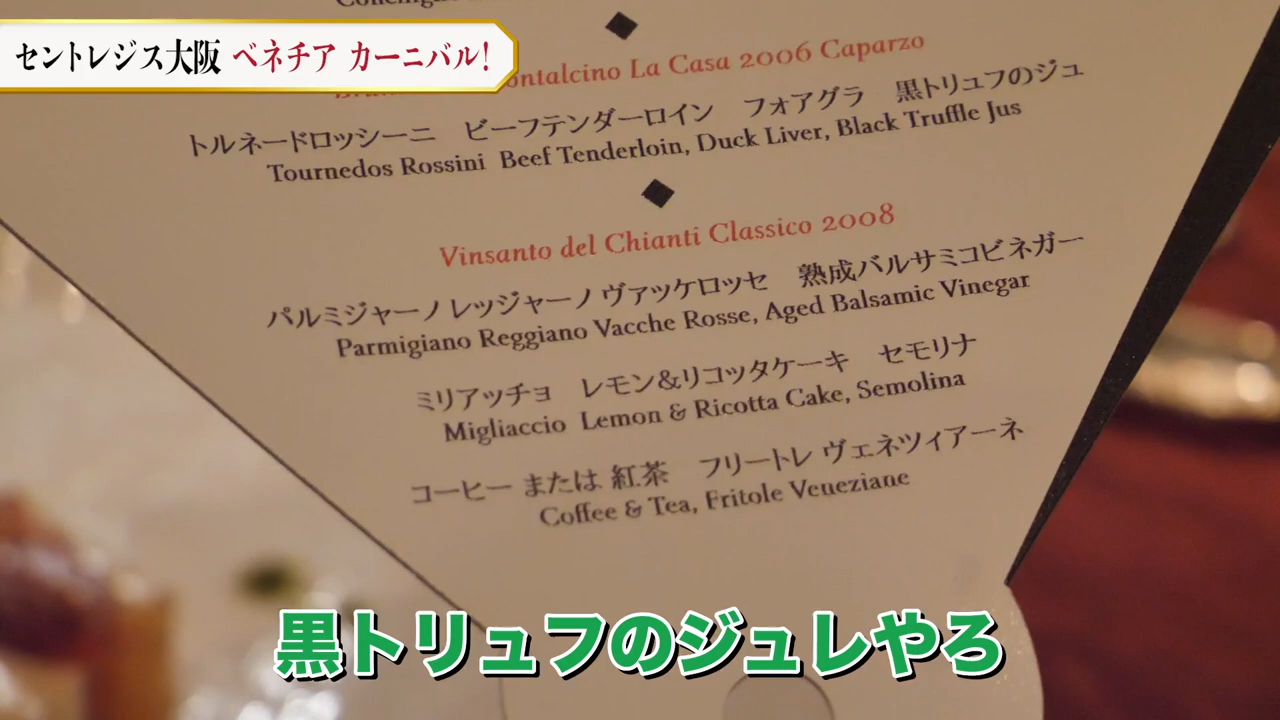 セントレジス大阪 ベネチア カーニバル!
ontalcino La Casa 2006 Caparzo
トルネードロッシーニ ビーフテンダーロイン フォアグラ 黒トリュフのジュ
Tournedos Rossini Beef Tenderloin, Duck Liver, Black Truffle Jus
Vinsanto del Chianti Classico 2008
パルミジャーノレッジャーノ ヴァッケロッセ 熟成バルサミコビネガー
Parmigiano Reggiano Vacche Rosse, Aged Balsamic Vinegar
ミリアッチョ レモン&リコッタケーキ セモリナ
Migliaccio Lemon & Ricotta Cake, Semolina
コーヒー または 紅茶 フリートレ ヴェネツィアーネ
Coffee & Tea, Fritole Veneziane
黒トリュフのジュレやろ